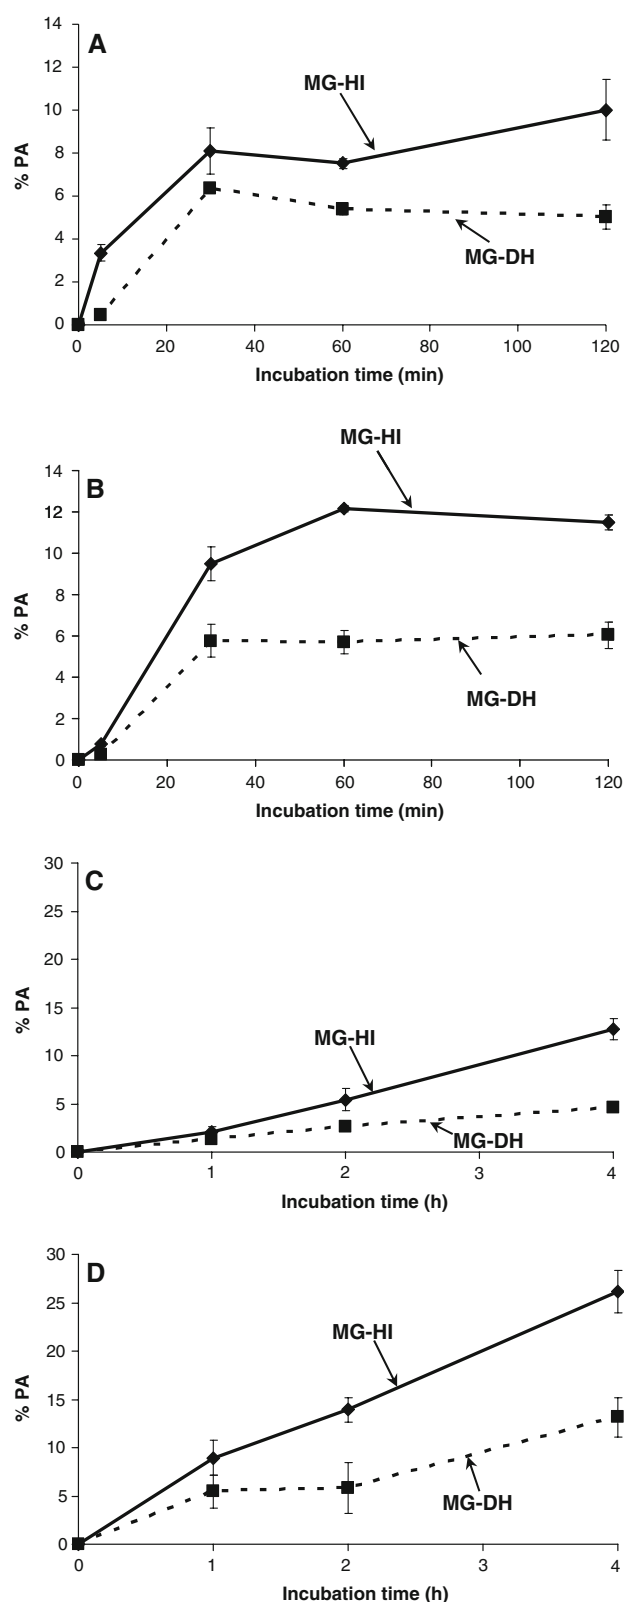 A
14
12
10
8
6
4
2
0
% PA
MG-HI
MG-DH
0 20 40 60 80 100 120
Incubation time (min)
B
14
12
10
8
6
4
2
0
% PA
MG-HI
MG-DH
0 20 40 60 80 100 120
Incubation time (min)
C
30
25
20
15
10
5
0
% PA
MG-HI
MG-DH
0 1 2 3 4
Incubation time (h)
D
30
25
20
15
10
5
0
% PA
MG-HI
MG-DH
0 1 2 3 4
Incubation time (h)